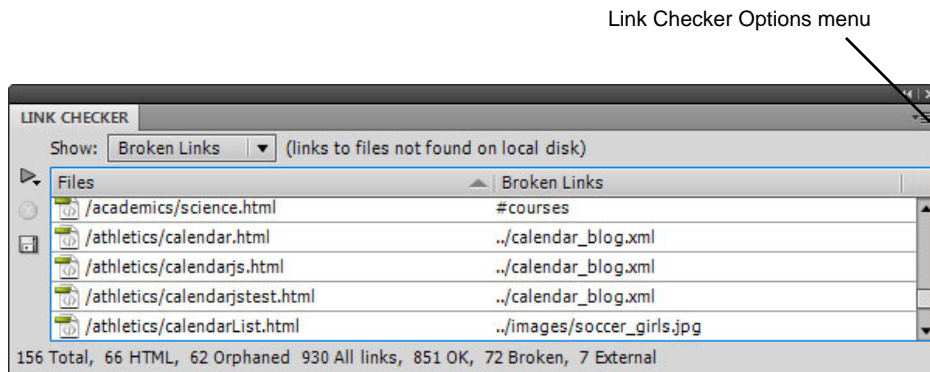 Link Checker Options menu
LINK CHECKER
Show: Broken Links (links to files not found on local disk)
Files Broken Links
/academics/science.html #courses
/athletics/calendar.html ../calendar_blog.xml
/athletics/calendarjs.html ../calendar_blog.xml
/athletics/calendarjstest.html ../calendar_blog.xml
/athletics/calendarList.html ../images/soccer_girls.jpg
156 Total, 66 HTML, 62 Orphaned 930 All links, 851 OK, 72 Broken, 7 External